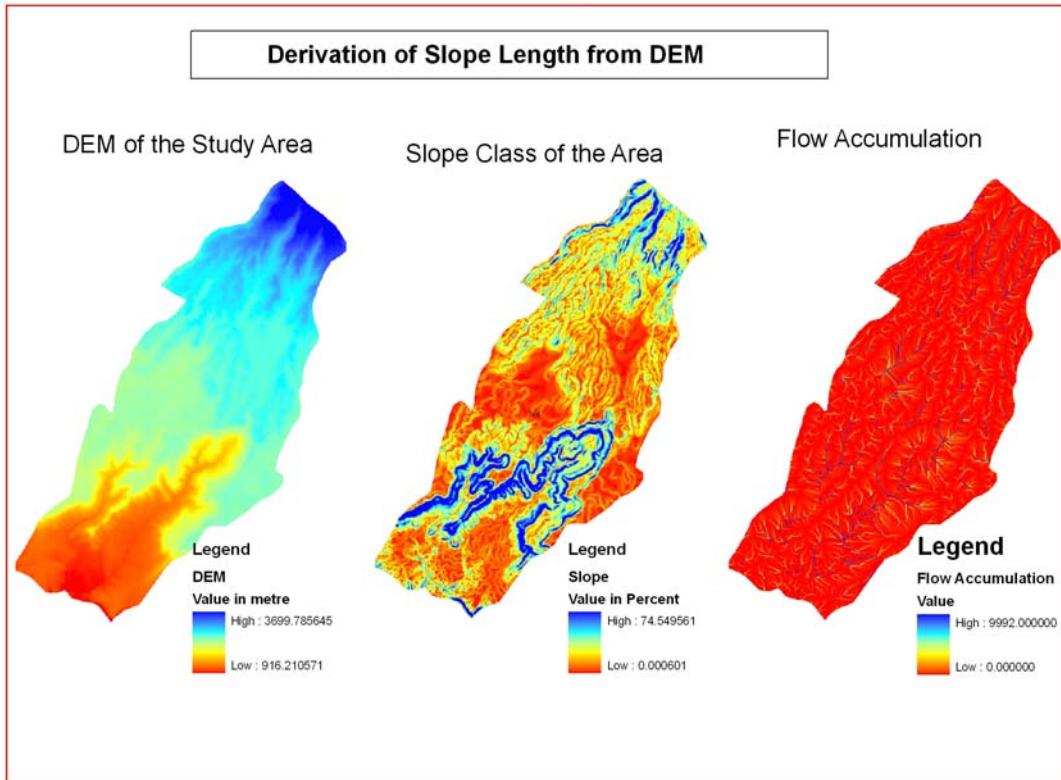 Derivation of Slope Length from DEM
DEM of the Study Area
Legend
DEM
Value in metre
High : 3699.785645
Low : 916.210571
Slope Class of the Area
Legend
Slope
Value in Percent
High : 74.549561
Low : 0.000601
Flow Accumulation
Legend
Flow Accumulation
Value
High : 9992.000000
Low : 0.000000